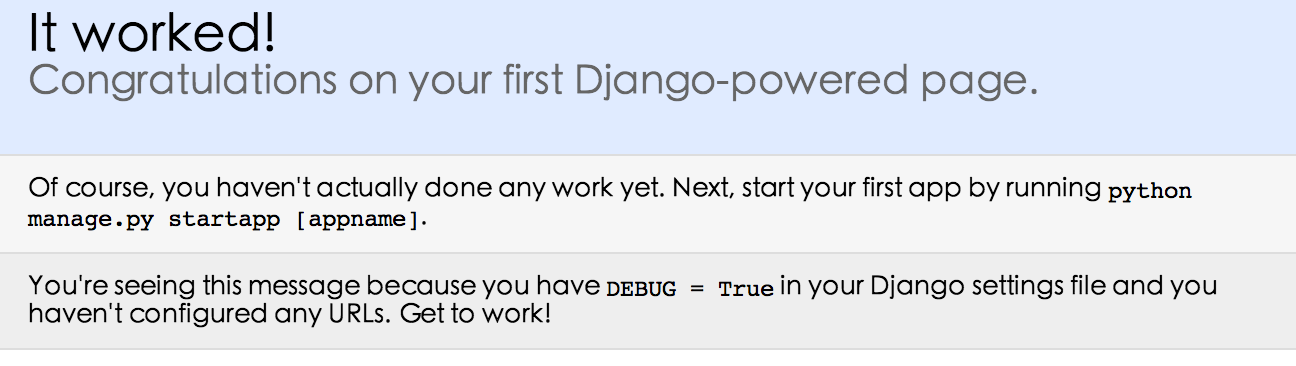 It worked!
Congratulations on your first Django-powered page.
Of course, you haven't actually done any work yet. Next, start your first app by running python
manage.py startapp [appname].
You're seeing this message because you have DEBUG = True in your Django settings file and you
haven't configured any URLs. Get to work!